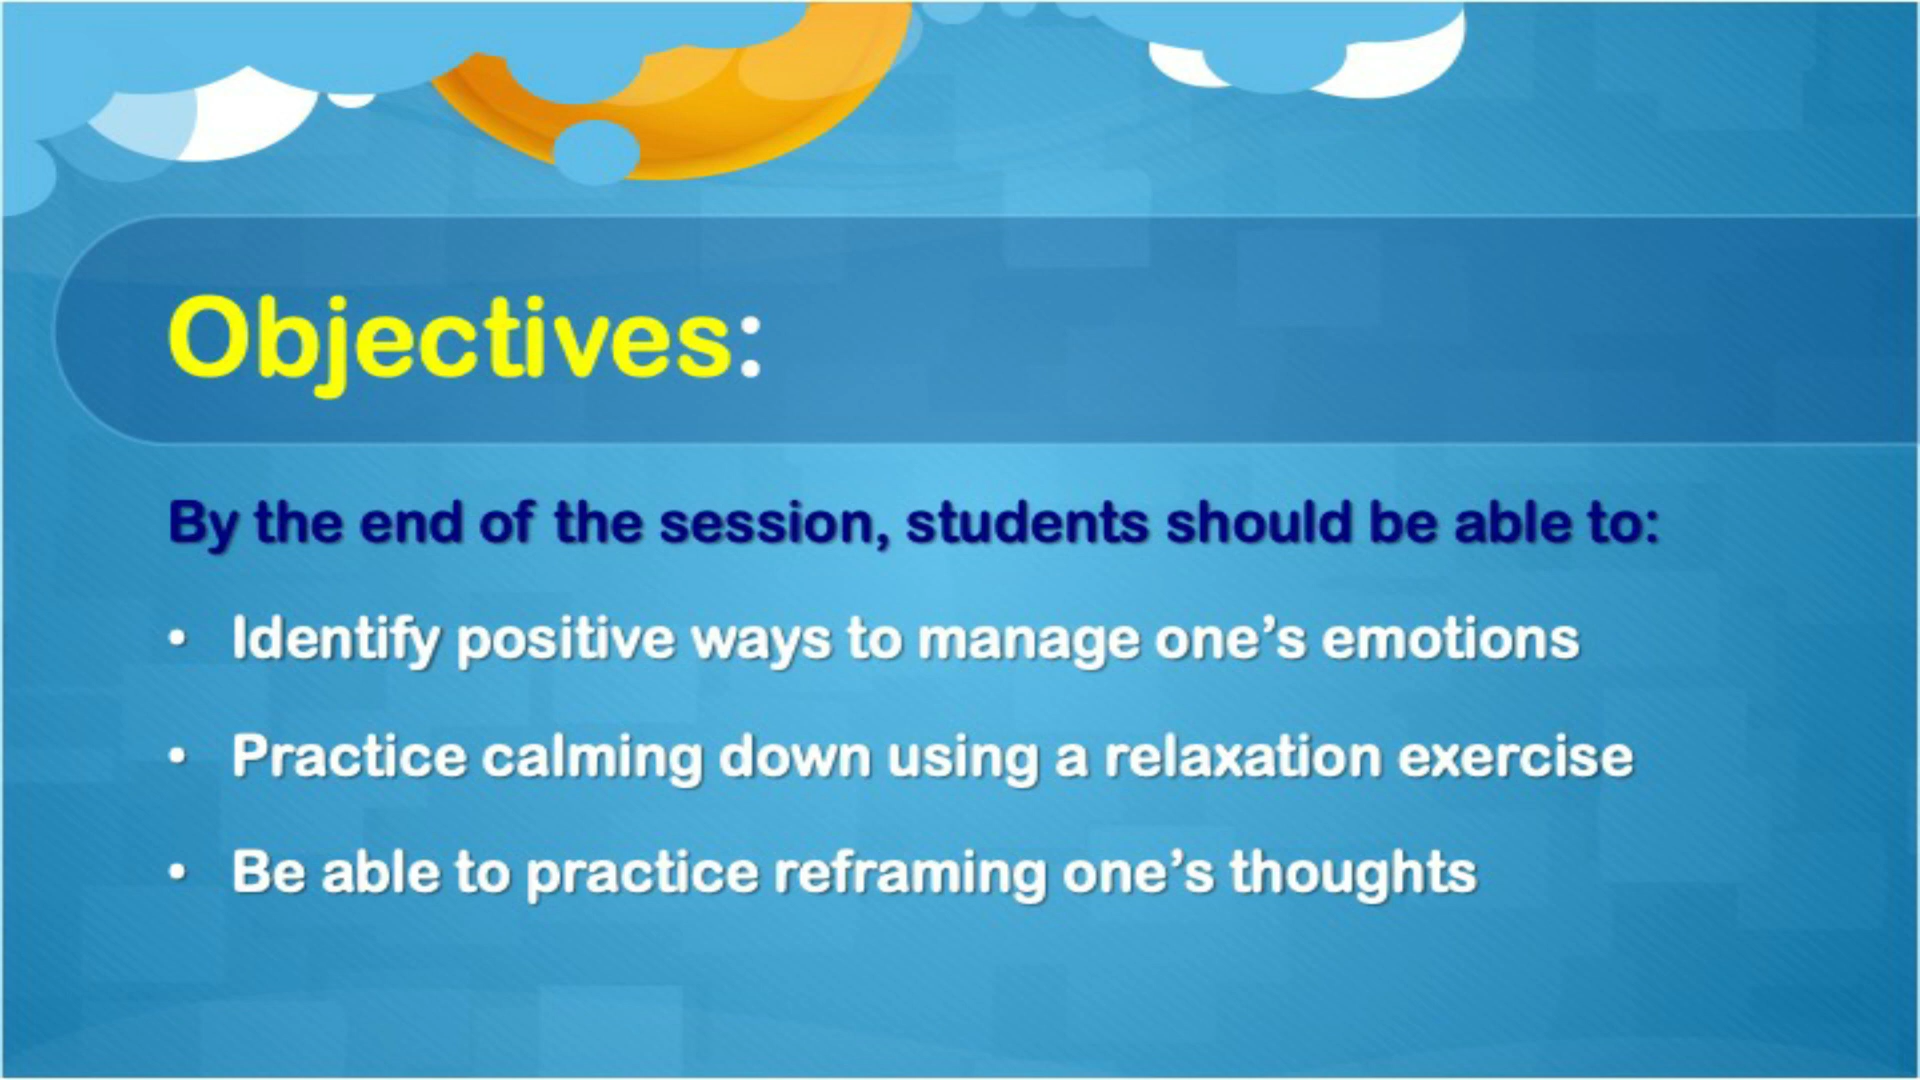 Objectives:
By the end of the session, students should be able to:
• Identify positive ways to manage one’s emotions
• Practice calming down using a relaxation exercise
• Be able to practice reframing one’s thoughts